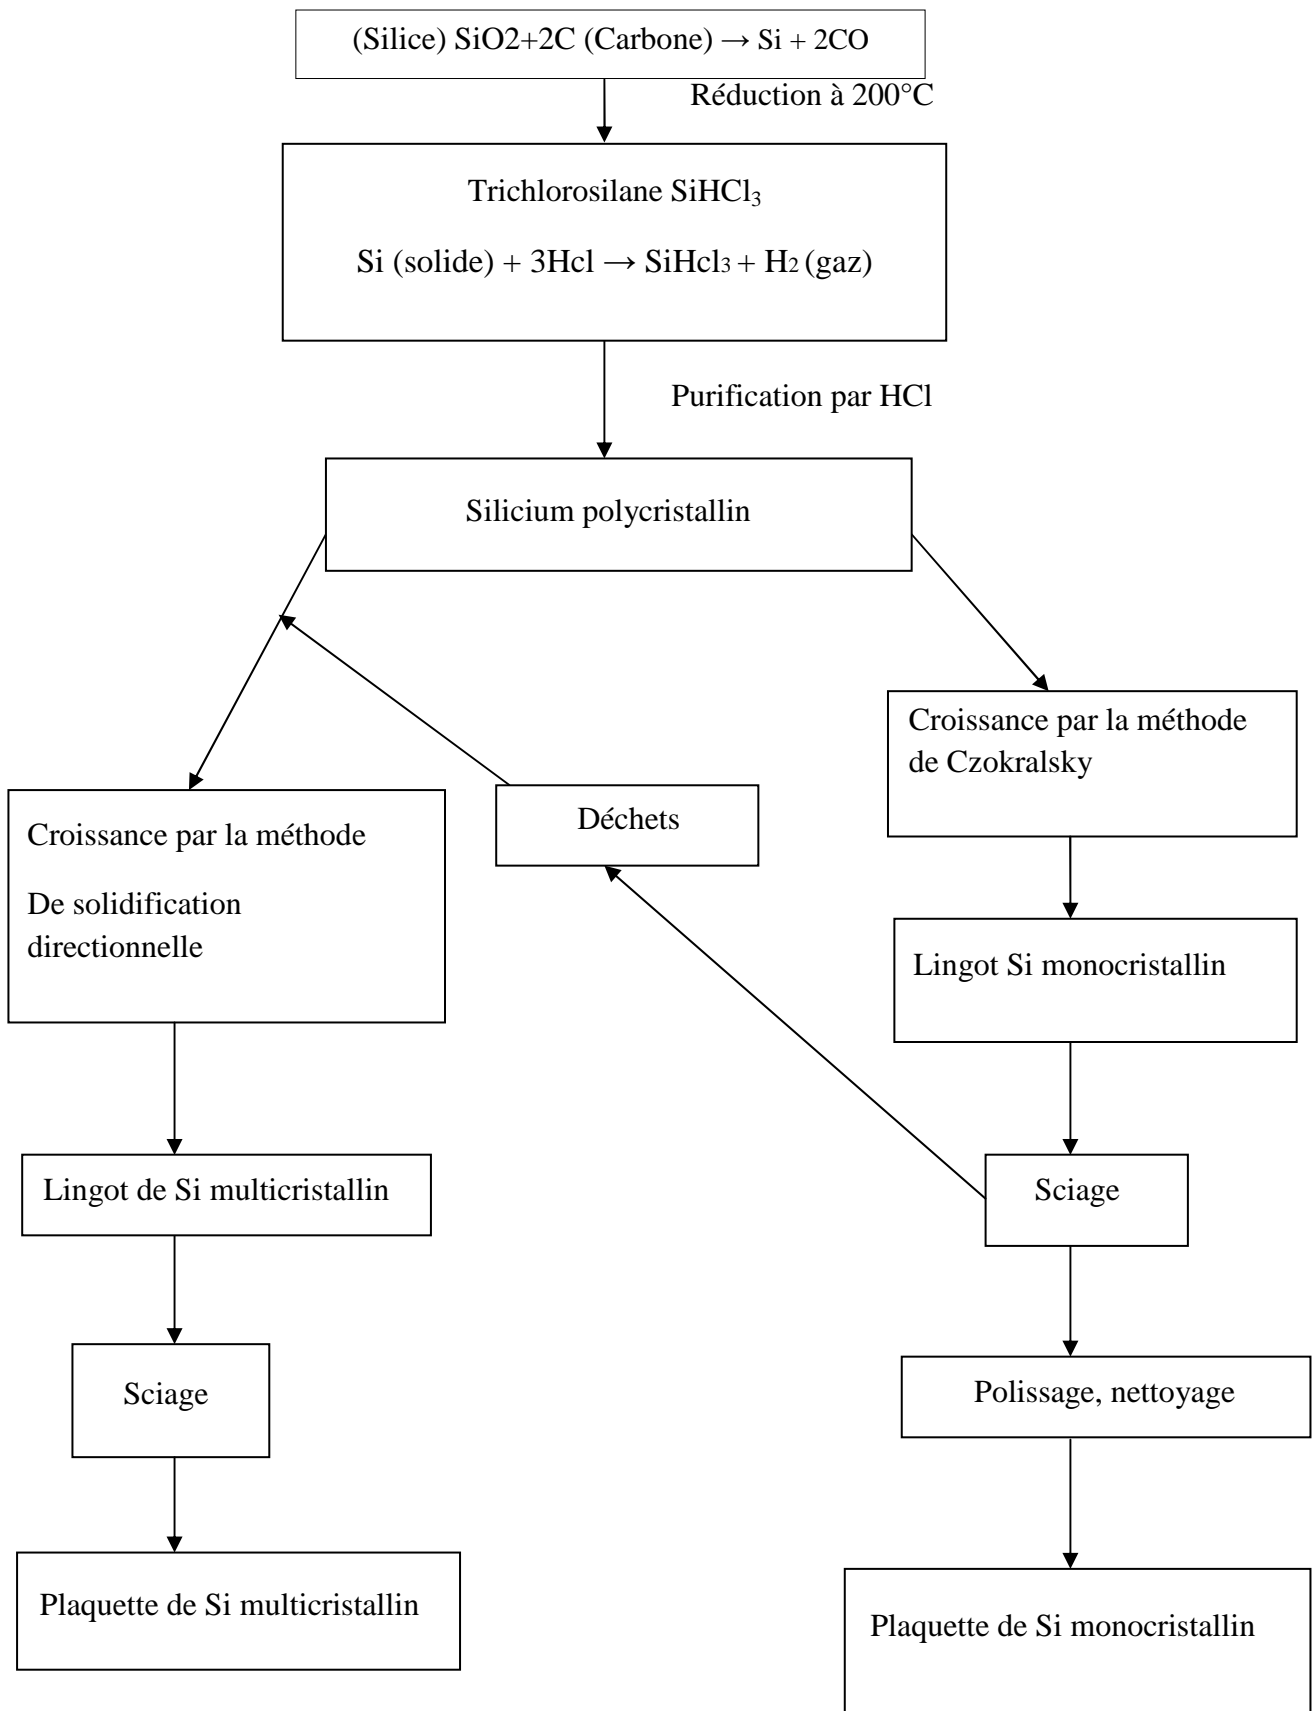 (Silice) SiO2+2C (Carbone) → Si + 2CO
Réduction à 200°C
Trichlorosilane SiHCl₃
Si (solide) + 3Hcl → SiHcl₃ + H₂ (gaz)
Purification par HCl
Silicium polycristallin
Croissance par la méthode
de Czokralsky
Déchets
Croissance par la méthode
De solidification
directionnelle
Lingot Si monocristallin
Lingot de Si multicristallin
Sciage
Sciage
Polissage, nettoyage
Plaquette de Si multicristallin
Plaquette de Si monocristallin